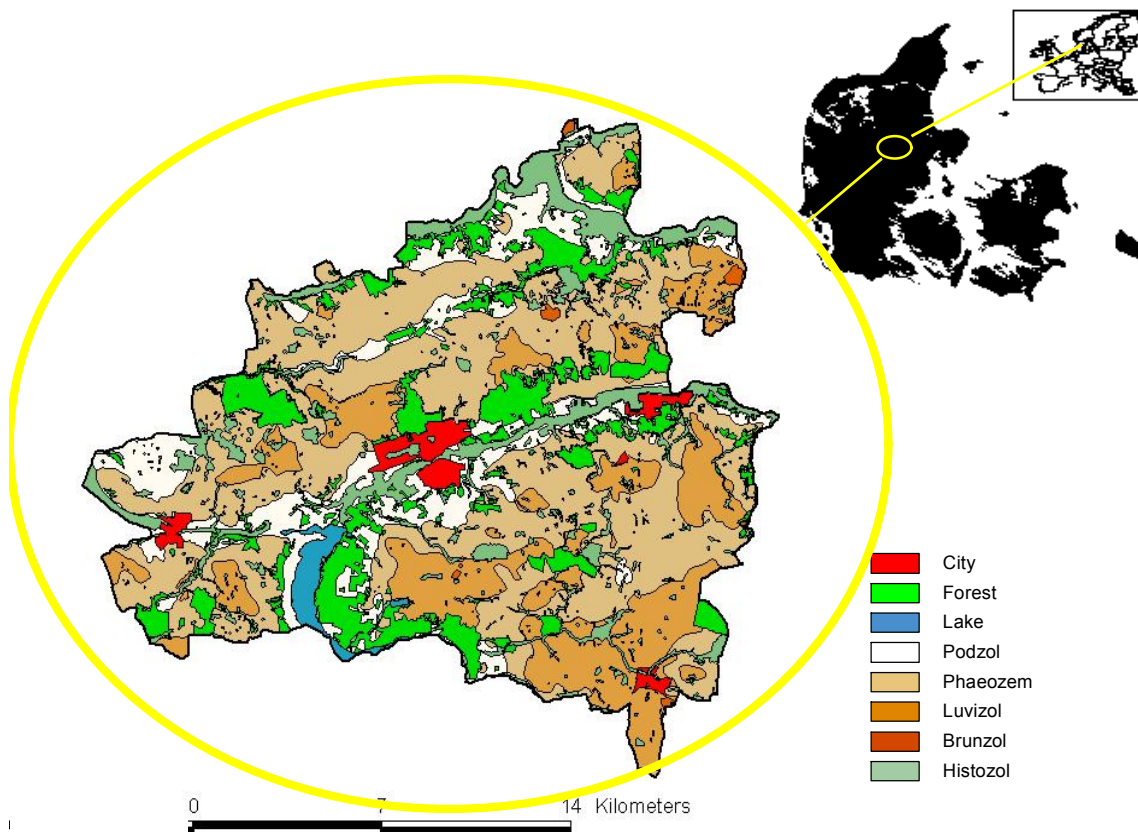 City
Forest
Lake
Podzol
Phaeozem
Luvizol
Brunzol
Histozol
0 7 14 Kilometers